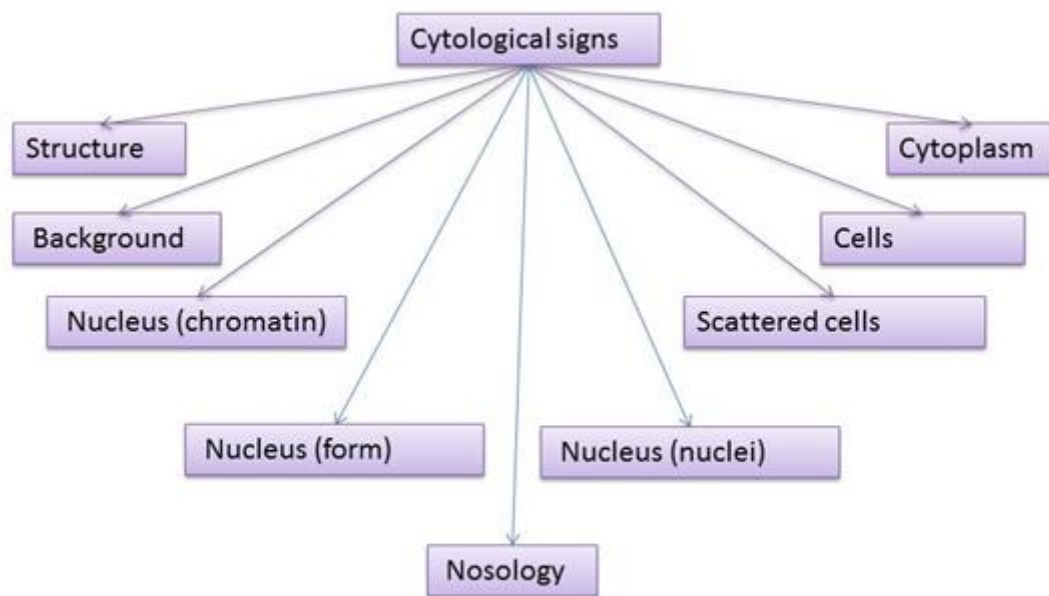 Cytological signs
Structure
Cytoplasm
Background
Cells
Nucleus (chromatin)
Scattered cells
Nucleus (form)
Nucleus (nuclei)
Nosology